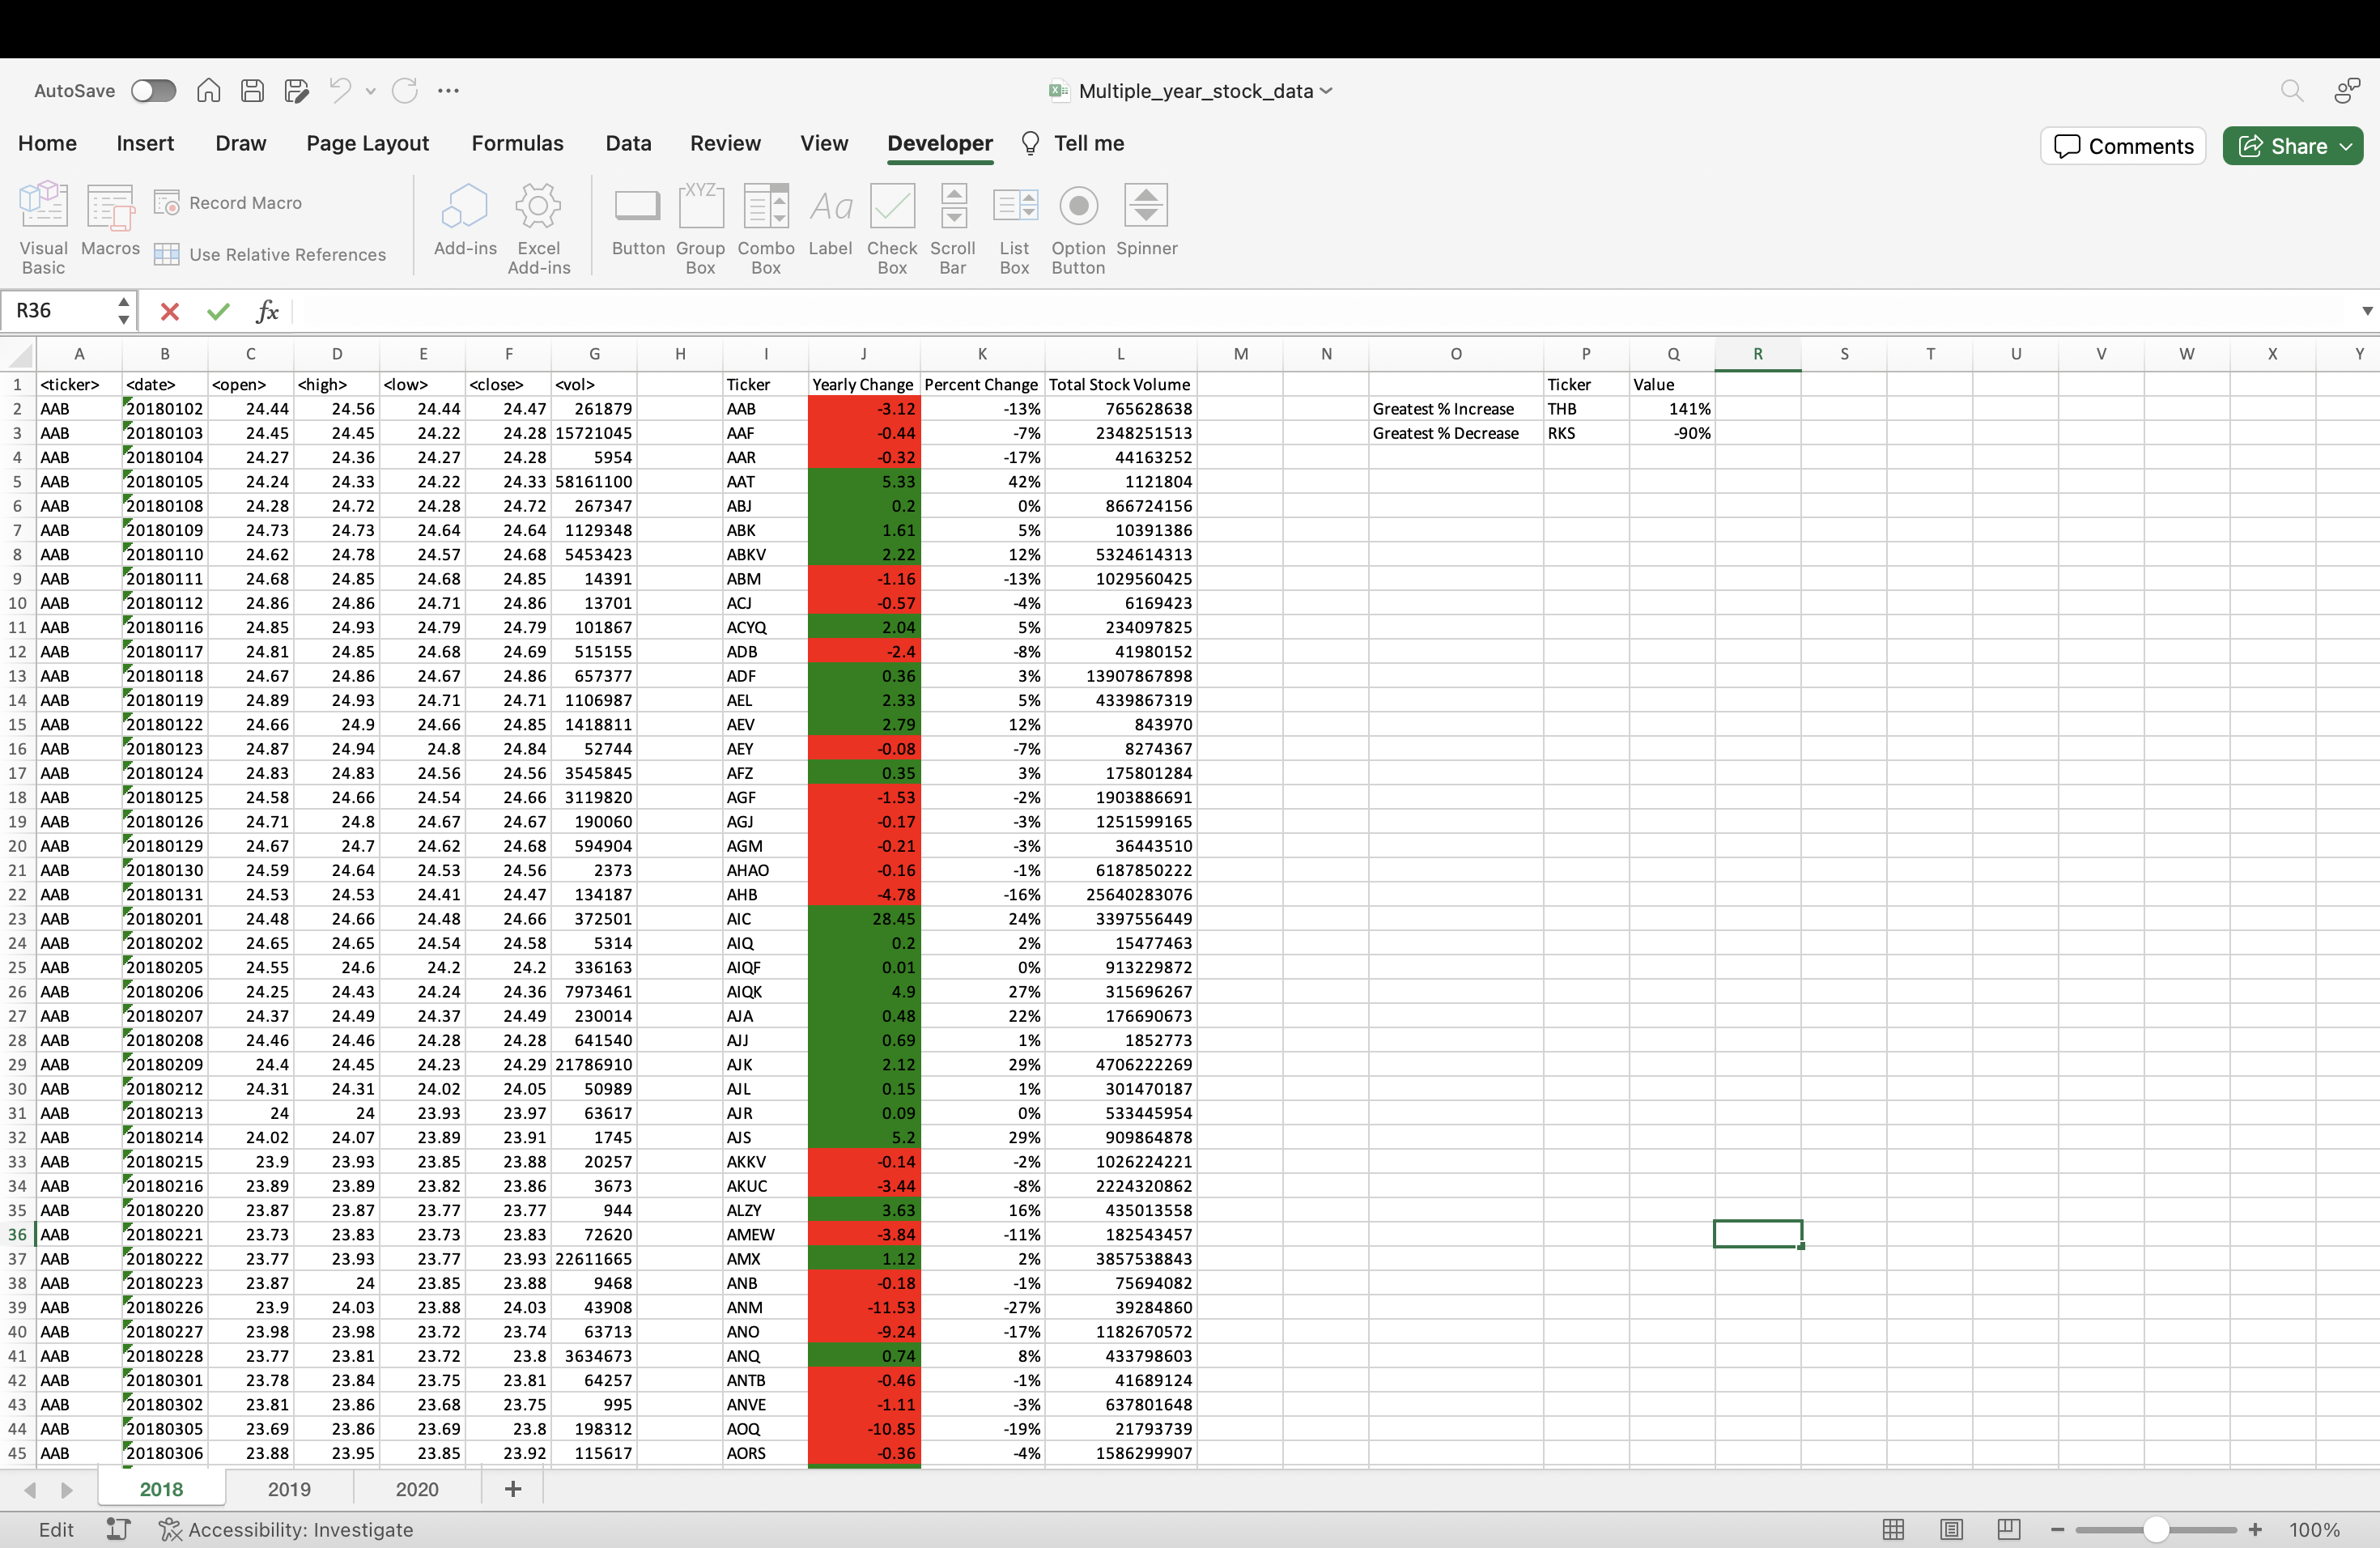 AutoSave
Multiple_year_stock_data
Home Insert Draw Page Layout Formulas Data Review View Developer Tell me Comments Share
Visual Basic Macros Record Macro Use Relative References Add-ins Excel Add-ins Button Group Box Combo Box Label Check Box Scroll Bar List Box Option Button Spinner
XYZ Aa
R36 fx
A B C D E F G H I J K L M N O P Q R S T U V W X Y
1 <ticker> <date> <open> <high> <low> <close> <vol> Ticker Yearly Change Percent Change Total Stock Volume Ticker Value
2 AAB 20180102 24.44 24.56 24.44 24.47 261879 AAB -3.12 -13% 765628638 Greatest % Increase THB 141%
3 AAB 20180103 24.45 24.45 24.22 24.28 15721045 AAF -0.44 -7% 2348251513 Greatest % Decrease RKS -90%
4 AAB 20180104 24.27 24.36 24.27 24.28 5954 AAR -0.32 -17% 44163252
5 AAB 20180105 24.24 24.33 24.22 24.33 58161100 AAT 5.33 42% 1121804
6 AAB 20180108 24.28 24.72 24.28 24.72 267347 ABJ 0.2 0% 866724156
7 AAB 20180109 24.73 24.73 24.64 24.64 1129348 ABK 1.61 5% 10391386
8 AAB 20180110 24.62 24.78 24.57 24.68 5453423 ABKV 2.22 12% 5324614313
9 AAB 20180111 24.68 24.85 24.68 24.85 14391 ABM -1.16 -13% 1029560425
10 AAB 20180112 24.86 24.86 24.71 24.86 13701 ACJ -0.57 -4% 6169423
11 AAB 20180116 24.85 24.93 24.79 24.79 101867 ACYQ 2.04 5% 234097825
12 AAB 20180117 24.81 24.85 24.68 24.69 515155 ADB -2.4 -8% 41980152
13 AAB 20180118 24.67 24.86 24.67 24.86 657377 ADF 0.36 3% 13907867898
14 AAB 20180119 24.89 24.93 24.71 24.71 1106987 AEL 2.33 5% 4339867319
15 AAB 20180122 24.66 24.9 24.66 24.85 1418811 AEV 2.79 12% 843970
16 AAB 20180123 24.87 24.94 24.8 24.84 52744 AEY -0.08 -7% 8274367
17 AAB 20180124 24.83 24.83 24.56 24.56 3545845 AFZ 0.35 3% 175801284
18 AAB 20180125 24.58 24.66 24.54 24.66 3119820 AGF -1.53 -2% 1903886691
19 AAB 20180126 24.71 24.8 24.67 24.67 190060 AGJ -0.17 -3% 1251599165
20 AAB 20180129 24.67 24.7 24.62 24.68 594904 AGM -0.21 -3% 36443510
21 AAB 20180130 24.59 24.64 24.53 24.56 2373 AHAO -0.16 -1% 6187850222
22 AAB 20180131 24.53 24.53 24.41 24.47 134187 AHB -4.78 -16% 25640283076
23 AAB 20180201 24.48 24.66 24.48 24.66 372501 AIC 28.45 24% 3397556449
24 AAB 20180202 24.65 24.65 24.54 24.58 5314 AIQ 0.2 2% 15477463
25 AAB 20180205 24.55 24.6 24.2 24.2 336163 AIQF 0.01 0% 913229872
26 AAB 20180206 24.25 24.43 24.24 24.36 7973461 AIQK 4.9 27% 315696267
27 AAB 20180207 24.37 24.49 24.37 24.49 230014 AJA 0.48 22% 176690673
28 AAB 20180208 24.46 24.46 24.28 24.28 641540 AJJ 0.69 1% 1852773
29 AAB 20180209 24.4 24.45 24.23 24.29 21786910 AJK 2.12 29% 4706222269
30 AAB 20180212 24.31 24.31 24.02 24.05 50989 AJL 0.15 1% 301470187
31 AAB 20180213 24 24 23.93 23.97 63617 AJR 0.09 0% 533445954
32 AAB 20180214 24.02 24.07 23.89 23.91 1745 AJS 5.2 29% 909864878
33 AAB 20180215 23.9 23.93 23.85 23.88 20257 AKKV -0.14 -2% 1026224221
34 AAB 20180216 23.89 23.89 23.82 23.86 3673 AKUC -3.44 -8% 2224320862
35 AAB 20180220 23.87 23.87 23.77 23.77 944 ALZY 3.63 16% 435013558
36 AAB 20180221 23.73 23.83 23.73 23.83 72620 AMEW -3.84 -11% 182543457
37 AAB 20180222 23.77 23.93 23.77 23.93 22611665 AMX 1.12 2% 3857538843
38 AAB 20180223 23.87 24 23.85 23.88 9468 ANB -0.18 -1% 75694082
39 AAB 20180226 23.9 24.03 23.88 24.03 43908 ANM -11.53 -27% 39284860
40 AAB 20180227 23.98 23.98 23.72 23.74 63713 ANO -9.24 -17% 1182670572
41 AAB 20180228 23.77 23.81 23.72 23.8 3634673 ANQ 0.74 8% 433798603
42 AAB 20180301 23.78 23.84 23.75 23.81 64257 ANTB -0.46 -1% 41689124
43 AAB 20180302 23.81 23.86 23.68 23.75 995 ANVE -1.11 -3% 637801648
44 AAB 20180305 23.69 23.86 23.69 23.8 198312 AOQ -10.85 -19% 21793739
45 AAB 20180306 23.88 23.95 23.85 23.92 115617 AORS -0.36 -4% 1586299907
2018 2019 2020 +
Edit Accessibility: Investigate 100%